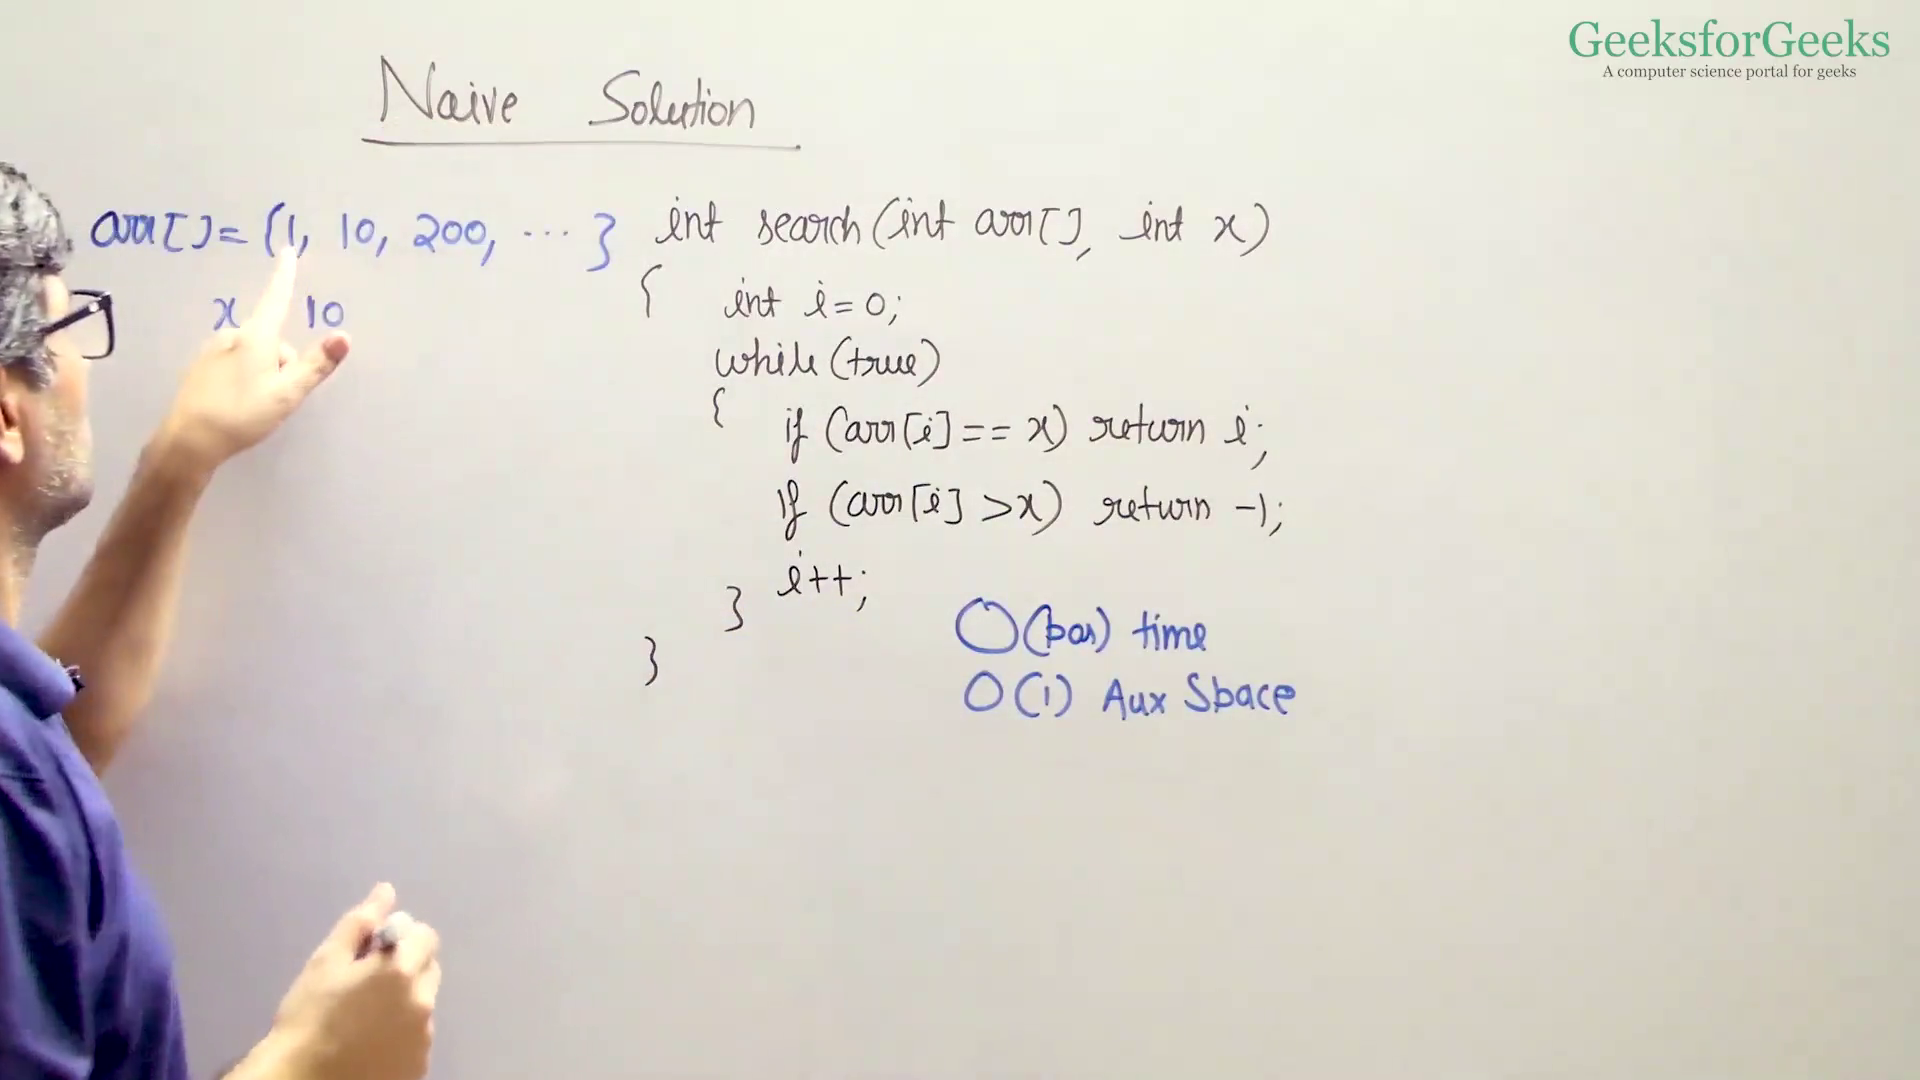 GeeksforGeeks
A computer science portal for geeks
Naive Solution
arr[] = {1, 10, 200, ... }
x 10
int search(int arr[], int x)
{ int i=0;
while(true)
{ if (arr[i] == x) return i;
if (arr[i] > x) return -1;
i++;
}
}
O(pos) time
O(1) Aux Space